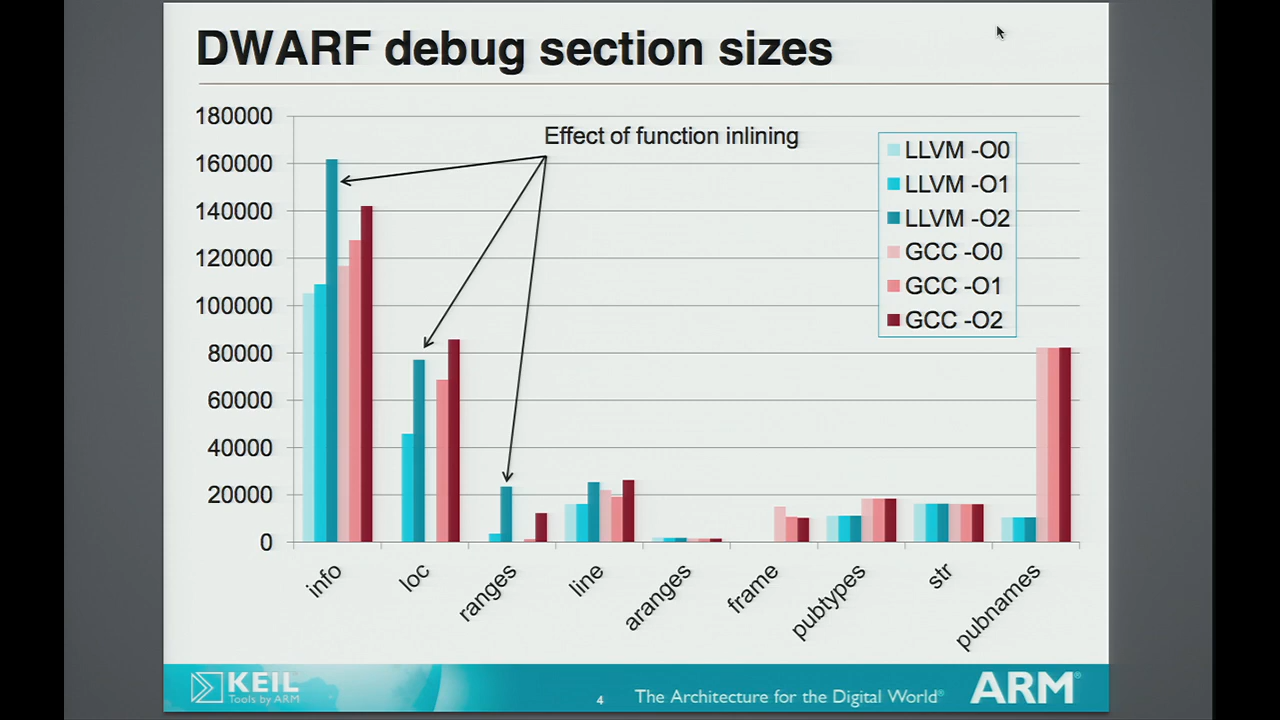 DWARF debug section sizes
180000
160000
140000
120000
100000
80000
60000
40000
20000
0
Effect of function inlining
LLVM -O0
LLVM -O1
LLVM -O2
GCC -O0
GCC -O1
GCC -O2
info
loc
ranges
line
aranges
frame
pubtypes
str
pubnames
KEIL
Tools by ARM
4
The Architecture for the Digital World®
ARM®